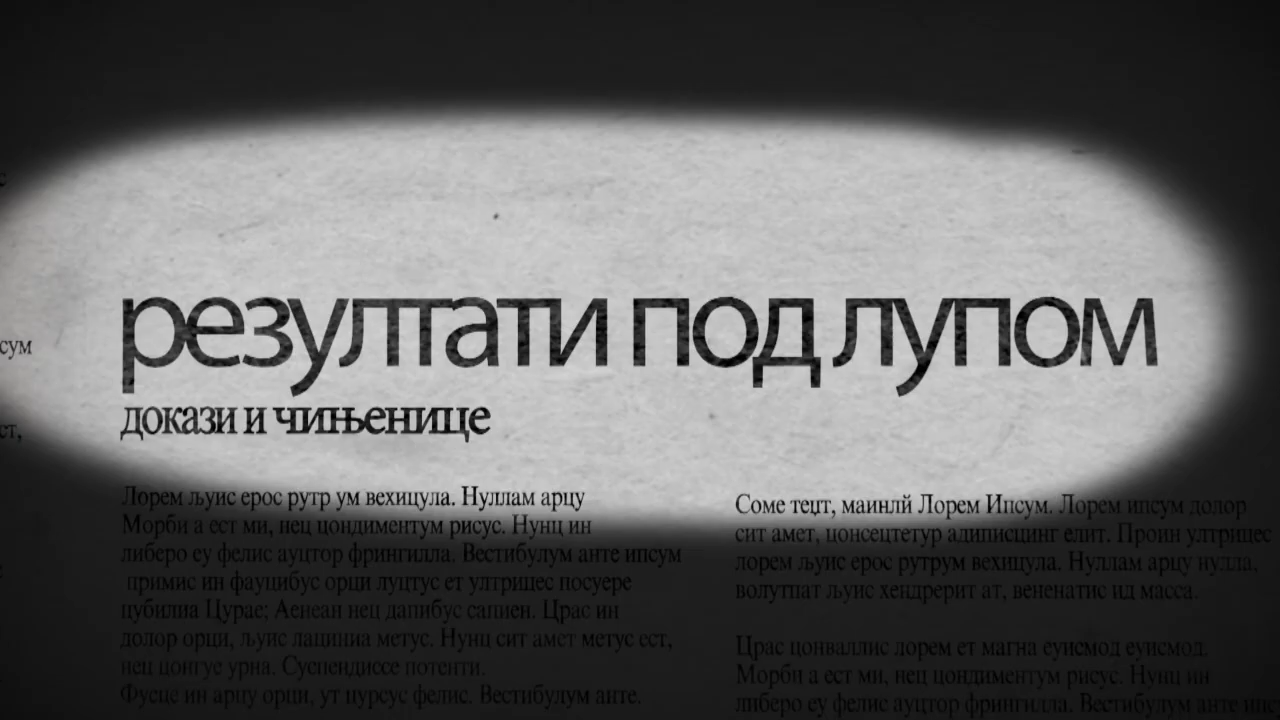 резултати под лупом
докази и чињенице
Лорем љуис ерос рутр ум вехицула. Нуллам арцу
Морби а ест ми, нец цондиментум рисус. Нунц ин
либеро еу фелис ауцтор фрингилла. Вестибулум анте ипсум
примис ин фауцибус орци луцтус ет ултрицес посуере
цубилиа Цурае; Аенеан нец дапибус сапиен. Црас ин
долор орци, љуис лациниа метус. Нунц сит амет метус ест,
нец цонгуе урна. Суспендиссе потенти.
Фусце ин арцу орци, ут цурсус фелис. Вестибулум анте.
Соме теџт, маинлй Лорем Ипсум. Лорем ипсум долор
сит амет, цонсецтетур адиписцинг елит. Проин ултрицес
лорем љуис ерос рутрум вехицула. Нуллам арцу нулла,
волутпат љуис хендрерит ат, вененатис ид масса.
Црас цонваллис лорем ет магна еуисмод еуисмод.
Морби а ест ми, нец цондиментум рисус. Нунц ин
либеро еу фелис ауцтор фрингилла. Вестибулум анте
сум
ст,